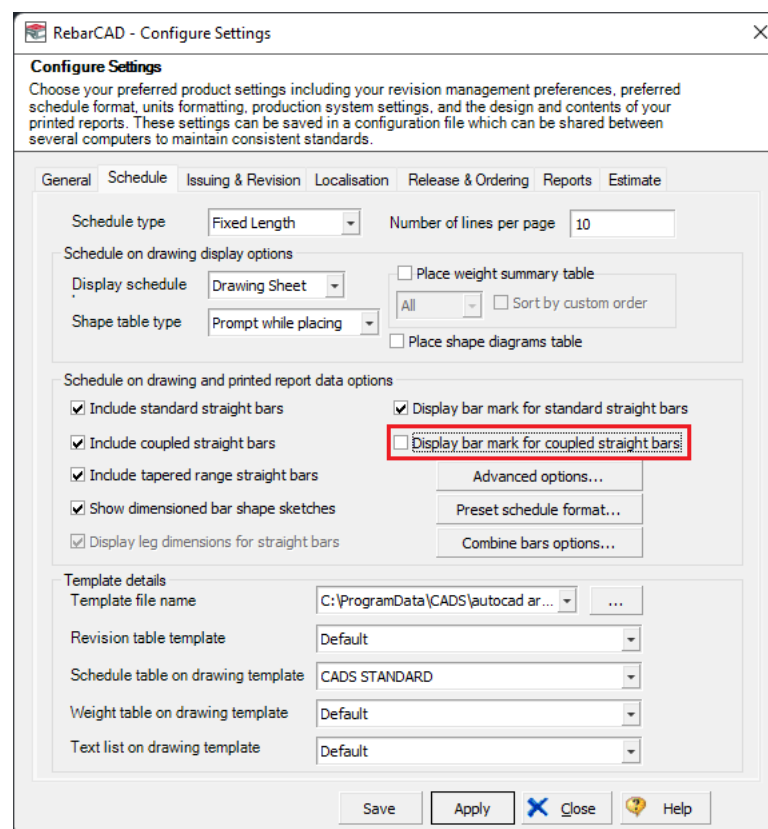 RebarCAD - Configure Settings
Configure Settings
Choose your preferred product settings including your revision management preferences, preferred
schedule format, units formatting, production system settings, and the design and contents of your
printed reports. These settings can be saved in a configuration file which can be shared between
several computers to maintain consistent standards.
General Schedule Issuing & Revision Localisation Release & Ordering Reports Estimate
Schedule type Fixed Length Number of lines per page 10
Schedule on drawing display options
Display schedule Drawing Sheet Place weight summary table
All Sort by custom order
Shape table type Prompt while placing
Place shape diagrams table
Schedule on drawing and printed report data options
Include standard straight bars Display bar mark for standard straight bars
Include coupled straight bars Display bar mark for coupled straight bars
Include tapered range straight bars Advanced options...
Show dimensioned bar shape sketches Preset schedule format...
Display leg dimensions for straight bars Combine bars options...
Template details
Template file name C:\ProgramData\CADS\autocad ar... ...
Revision table template Default
Schedule table on drawing template CADS STANDARD
Weight table on drawing template Default
Text list on drawing template Default
Save Apply Close Help